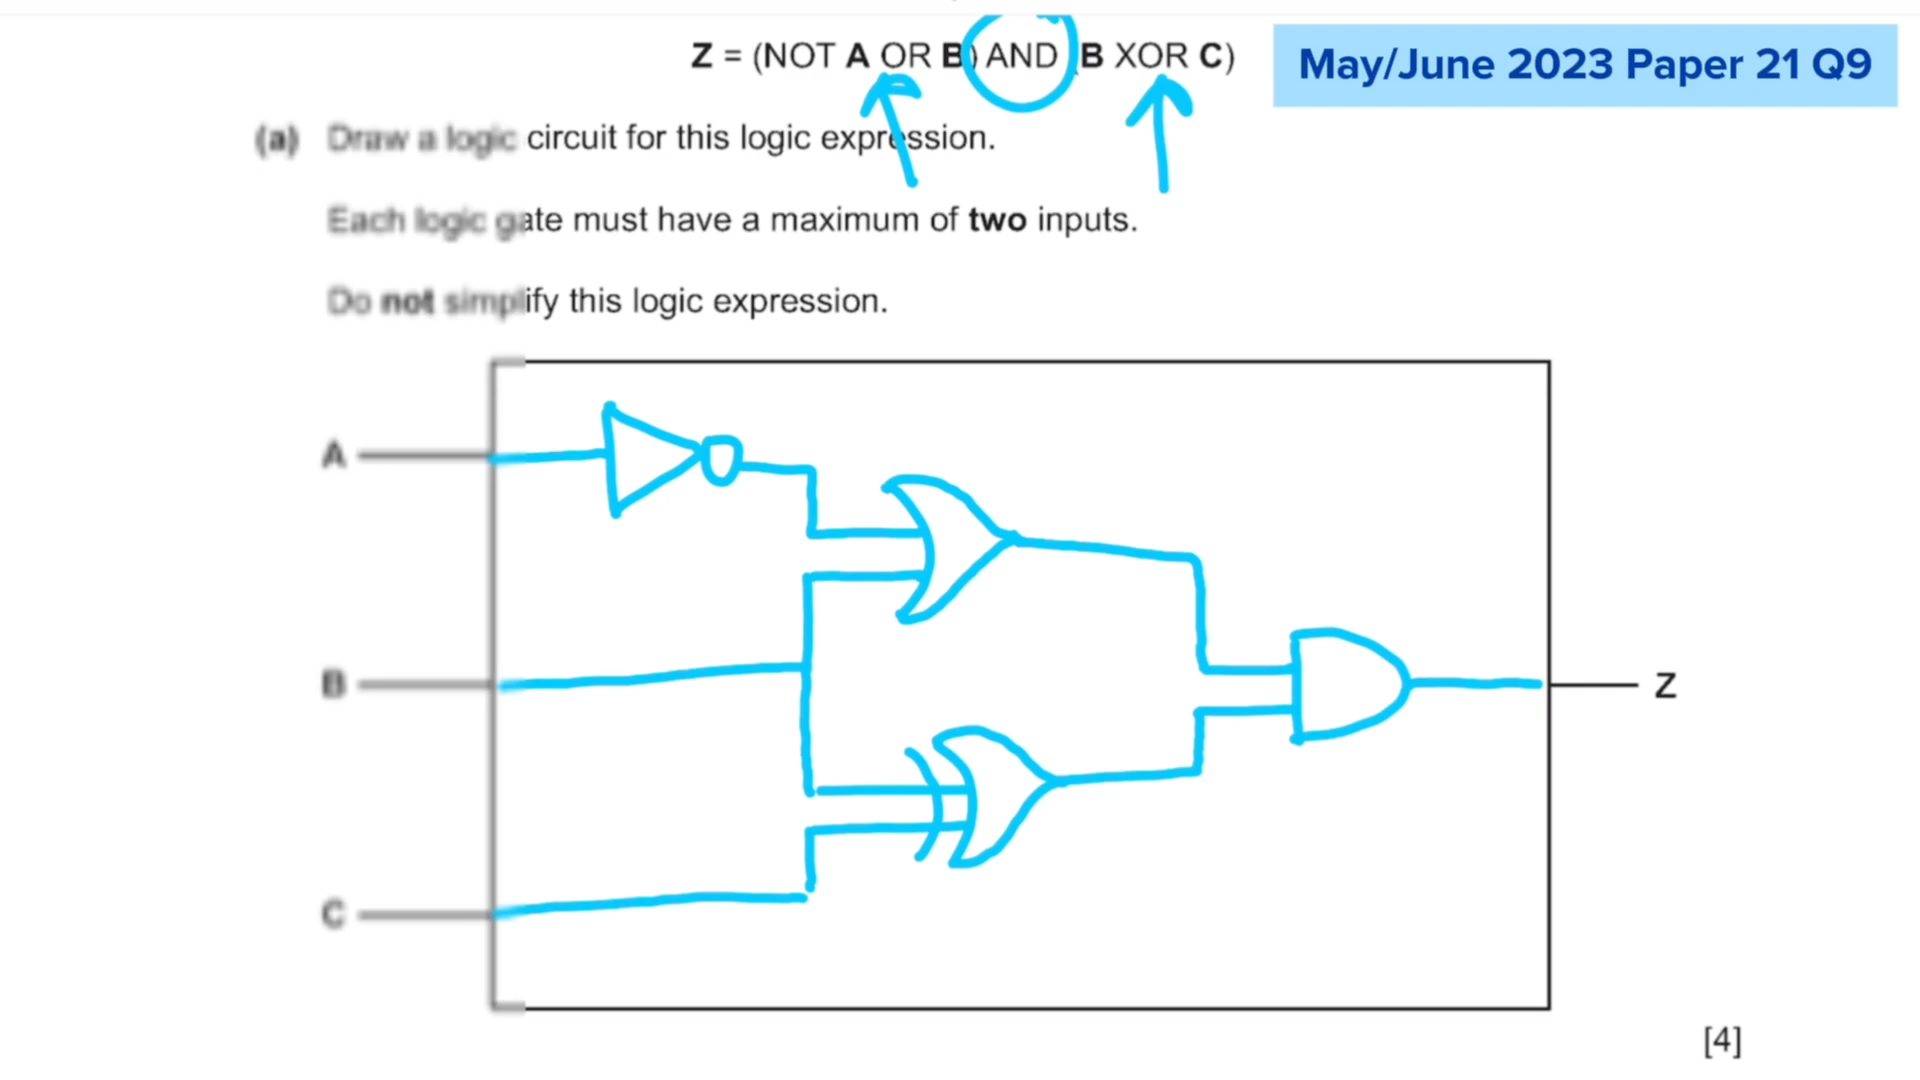 Z = (NOT A OR B) AND (B XOR C)
May/June 2023 Paper 21 Q9
(a) Draw a logic circuit for this logic expression.
Each logic gate must have a maximum of two inputs.
Do not simplify this logic expression.
A
B
Z
C
[4]